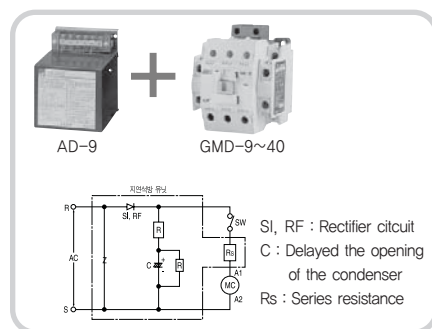 AD-9
GMD-9~40
지연석방 유닛
R
SI, RF
SW
R
AC
Z
C
+
-
R
Rs
A1
MC
A2
S
SI, RF : Rectifier citcuit
C : Delayed the opening
of the condenser
Rs : Series resistance